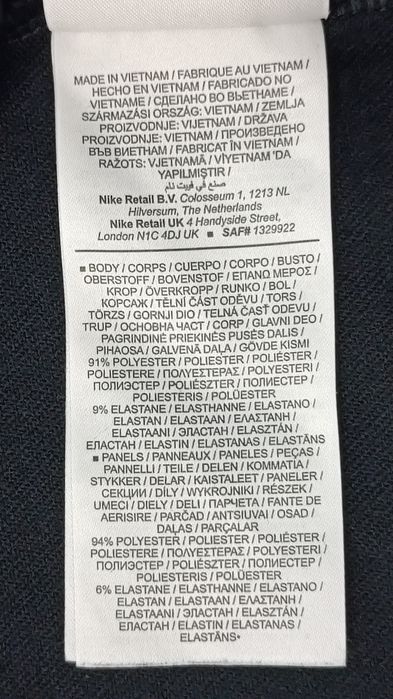 MADE IN VIETNAM / FABRIQUE AU VIETNAM /
HECHO EN VIETNAM / FABRICADO NO
VIETNAME / СДЕЛАНО ВО ВЬЕТНАМЕ /
SZÁRMAZÁSI ORSZÁG: VIETNAM / ZEMLJA
PROIZVODNJE: VIJETNAM / DRŽAVA
PROIZVODNJE: VIETNAM / ПРОИЗВЕДЕНО
ВЪВ ВИЕТНАМ / FABRICAT ÎN VIETNAM /
RAŽOTS: VJETNAMĀ / VİYETNAM 'DA
YAPILMIŞTIR /
صنع في فييت نام
Nike Retail B.V. Colosseum 1, 1213 NL
Hilversum, The Netherlands
Nike Retail UK 4 Handyside Street,
London N1C 4DJ UK ■ SAF# 1329922
■ BODY / CORPS / CUERPO / CORPO / BUSTO /
OBERSTOFF / BOVENSTOF / ΕΠΑΝΩ ΜΕΡΟΣ /
KROP / ÖVERKROPP / RUNKO / BOL /
КОРСАЖ / TĚLNÍ ČÁST ODĚVU / TORS /
TÖRZS / GORNJI DIO / TELNÁ ČASŤ ODEVU /
TRUP / ОСНОВНА ЧАСТ / CORP / GLAVNI DEO /
PAGRINDINĖ PRIEKINĖS PUSĖS DALIS /
PIHAOSA / GALVENĀ DAĻA / GÖVDE KISMI
91% POLYESTER / POLIESTER / POLIÉSTER /
POLIESTERE / ΠΟΛΥΕΣΤΕΡΑΣ / POLYESTERI /
ПОЛИЭСТЕР / POLIÉSZTER / ПОЛИЕСТЕР /
POLIESTERIS / POLÜESTER
9% ELASTANE / ELASTHANNE / ELASTANO /
ELASTAN / ELASTAAN / ΕΛΑΣΤΑΝΗ /
ELASTAANI / ЭЛАСТАН / ELASZTÁN /
ЕЛАСТАН / ELASTIN / ELASTANAS / ELASTĀNS
■ PANELS / PANNEAUX / PANELES / PEÇAS /
PANNELLI / TEILE / DELEN / ΚΟΜΜΑΤΙΑ /
STYKKER / DELAR / KAISTALEET / PANELER /
СЕКЦИИ / DÍLY / WYKROJNIKI / RÉSZEK /
UMECI / DIELY / DELI / ПАРЧЕТА / FANTE DE
AERISIRE / PARČAD / ANTSIUVAI / OSAD /
DAĻAS / PARÇALAR
94% POLYESTER / POLIESTER / POLIÉSTER /
POLIESTERE / ΠΟΛΥΕΣΤΕΡΑΣ / POLYESTERI /
ПОЛИЭСТЕР / POLIÉSZTER / ПОЛИЕСТЕР /
POLIESTERIS / POLÜESTER
6% ELASTANE / ELASTHANNE / ELASTANO /
ELASTAN / ELASTAAN / ΕΛΑΣΤΑΝΗ /
ELASTAANI / ЭЛАСТАН / ELASZTÁN /
ЕЛАСТАН / ELASTIN / ELASTANAS /
ELASTĀNS•